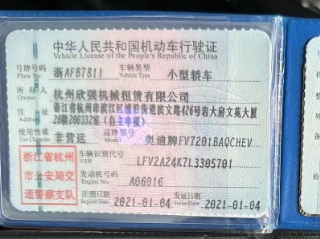 中华人民共和国机动车行驶证
Vehicle License of the People's Republic of China
号牌号码 浙AFB7811 车辆类型 小型轿车
Plate No. Vehicle Type
所有人 杭州欣强机械租赁有限公司
Owner
住址 浙江省杭州市滨江区浦沿街道滨文路426号岩大房文苑大厦
20楼200332室(自主申报)
使用性质 非营运 品牌型号 奥迪牌FV7201BAQCHEV
Use Character Model
浙江省杭州
市公安局交
通警察支队
车辆识别代号 LFV2A24K7L3305701
VIN
发动机号码 A06016
Engine No.
注册日期 2021-01-04 发证日期 2021-01-04
Register Date Issue Date